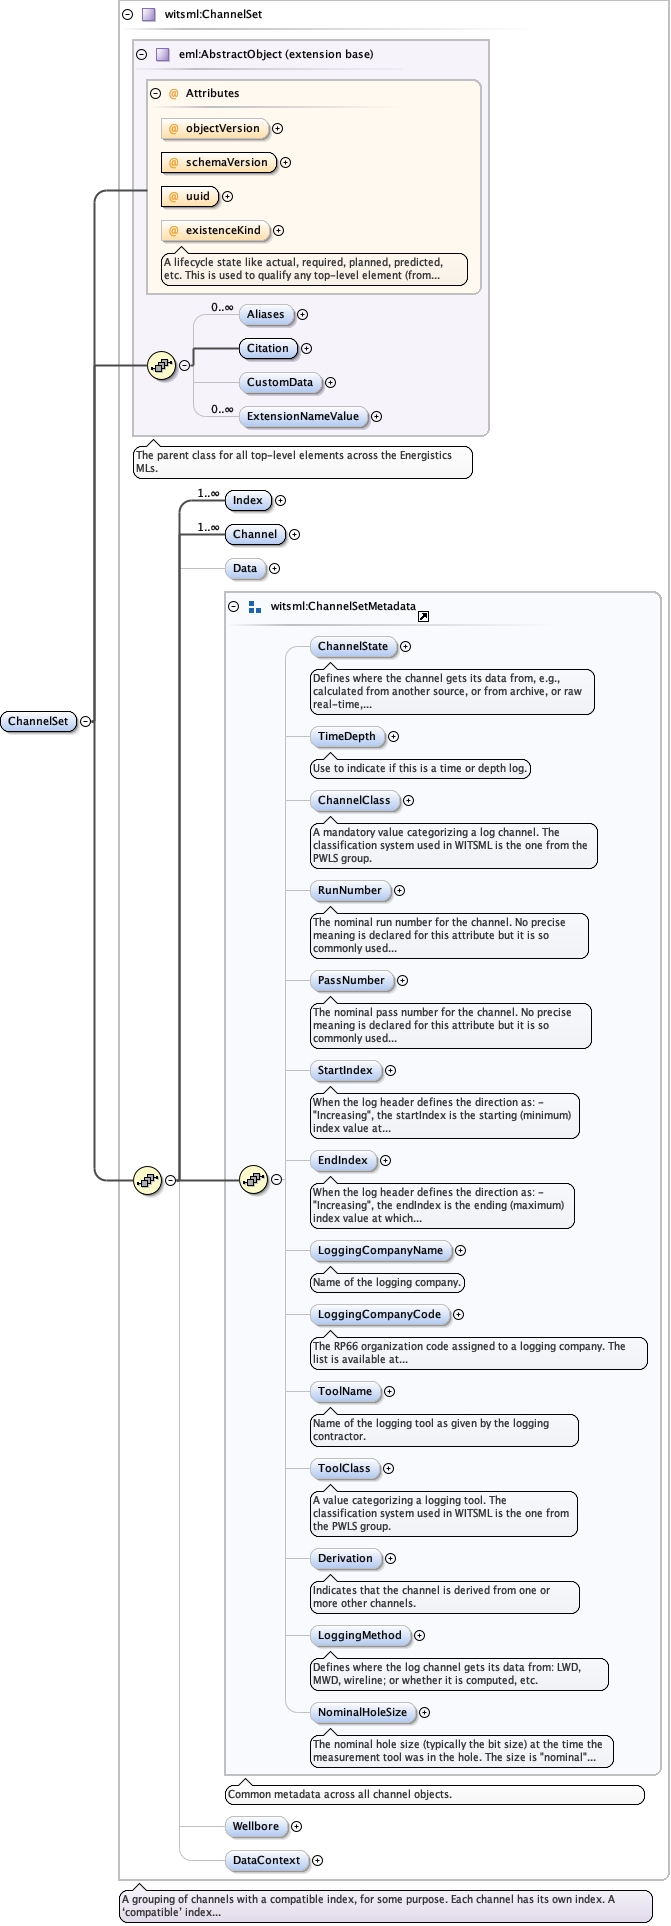 witsml:ChannelSet
eml:AbstractObject (extension base)
@ Attributes
@ objectVersion
@ schemaVersion
@ uuid
@ existenceKind
A lifecycle state like actual, required, planned, predicted,
etc. This is used to qualify any top-level element (from...
0..∞
Aliases
Citation
CustomData
0..∞
ExtensionNameValue
The parent class for all top-level elements across the Energistics
MLs.
1..∞
Index
1..∞
Channel
Data
witsml:ChannelSetMetadata
ChannelState
Defines where the channel gets its data from, e.g.,
calculated from another source, or from archive, or raw
real-time,...
ChannelSet
TimeDepth
Use to indicate if this is a time or depth log.
ChannelClass
A mandatory value categorizing a log channel. The
classification system used in WITSML is the one from the
PWLS group.
RunNumber
The nominal run number for the channel. No precise
meaning is declared for this attribute but it is so
commonly used...
PassNumber
The nominal pass number for the channel. No precise
meaning is declared for this attribute but it is so
commonly used...
StartIndex
When the log header defines the direction as: -
"Increasing", the startIndex is the starting (minimum)
index value at...
EndIndex
When the log header defines the direction as: -
"Increasing", the endIndex is the ending (maximum)
index value at which...
LoggingCompanyName
Name of the logging company.
LoggingCompanyCode
The RP66 organization code assigned to a logging company. The
list is available at...
ToolName
Name of the logging tool as given by the logging
contractor.
ToolClass
A value categorizing a logging tool. The
classification system used in WITSML is the one from
the PWLS group.
Derivation
Indicates that the channel is derived from one or
more other channels.
LoggingMethod
Defines where the log channel gets its data from: LWD,
MWD, wireline; or whether it is computed, etc.
NominalHoleSize
The nominal hole size (typically the bit size) at the time the
measurement tool was in the hole. The size is "nominal"...
Common metadata across all channel objects.
Wellbore
DataContext
A grouping of channels with a compatible index, for some purpose. Each channel has its own index. A
‘compatible’ index...